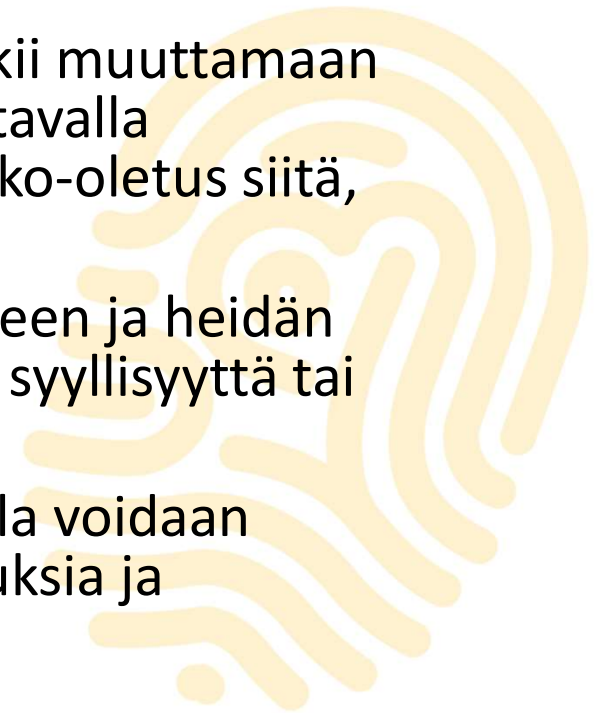 kii muuttamaan
tavalla
ko-oletus siitä,
een ja heidän
syyllisyyttä tai
la voidaan
uksia ja